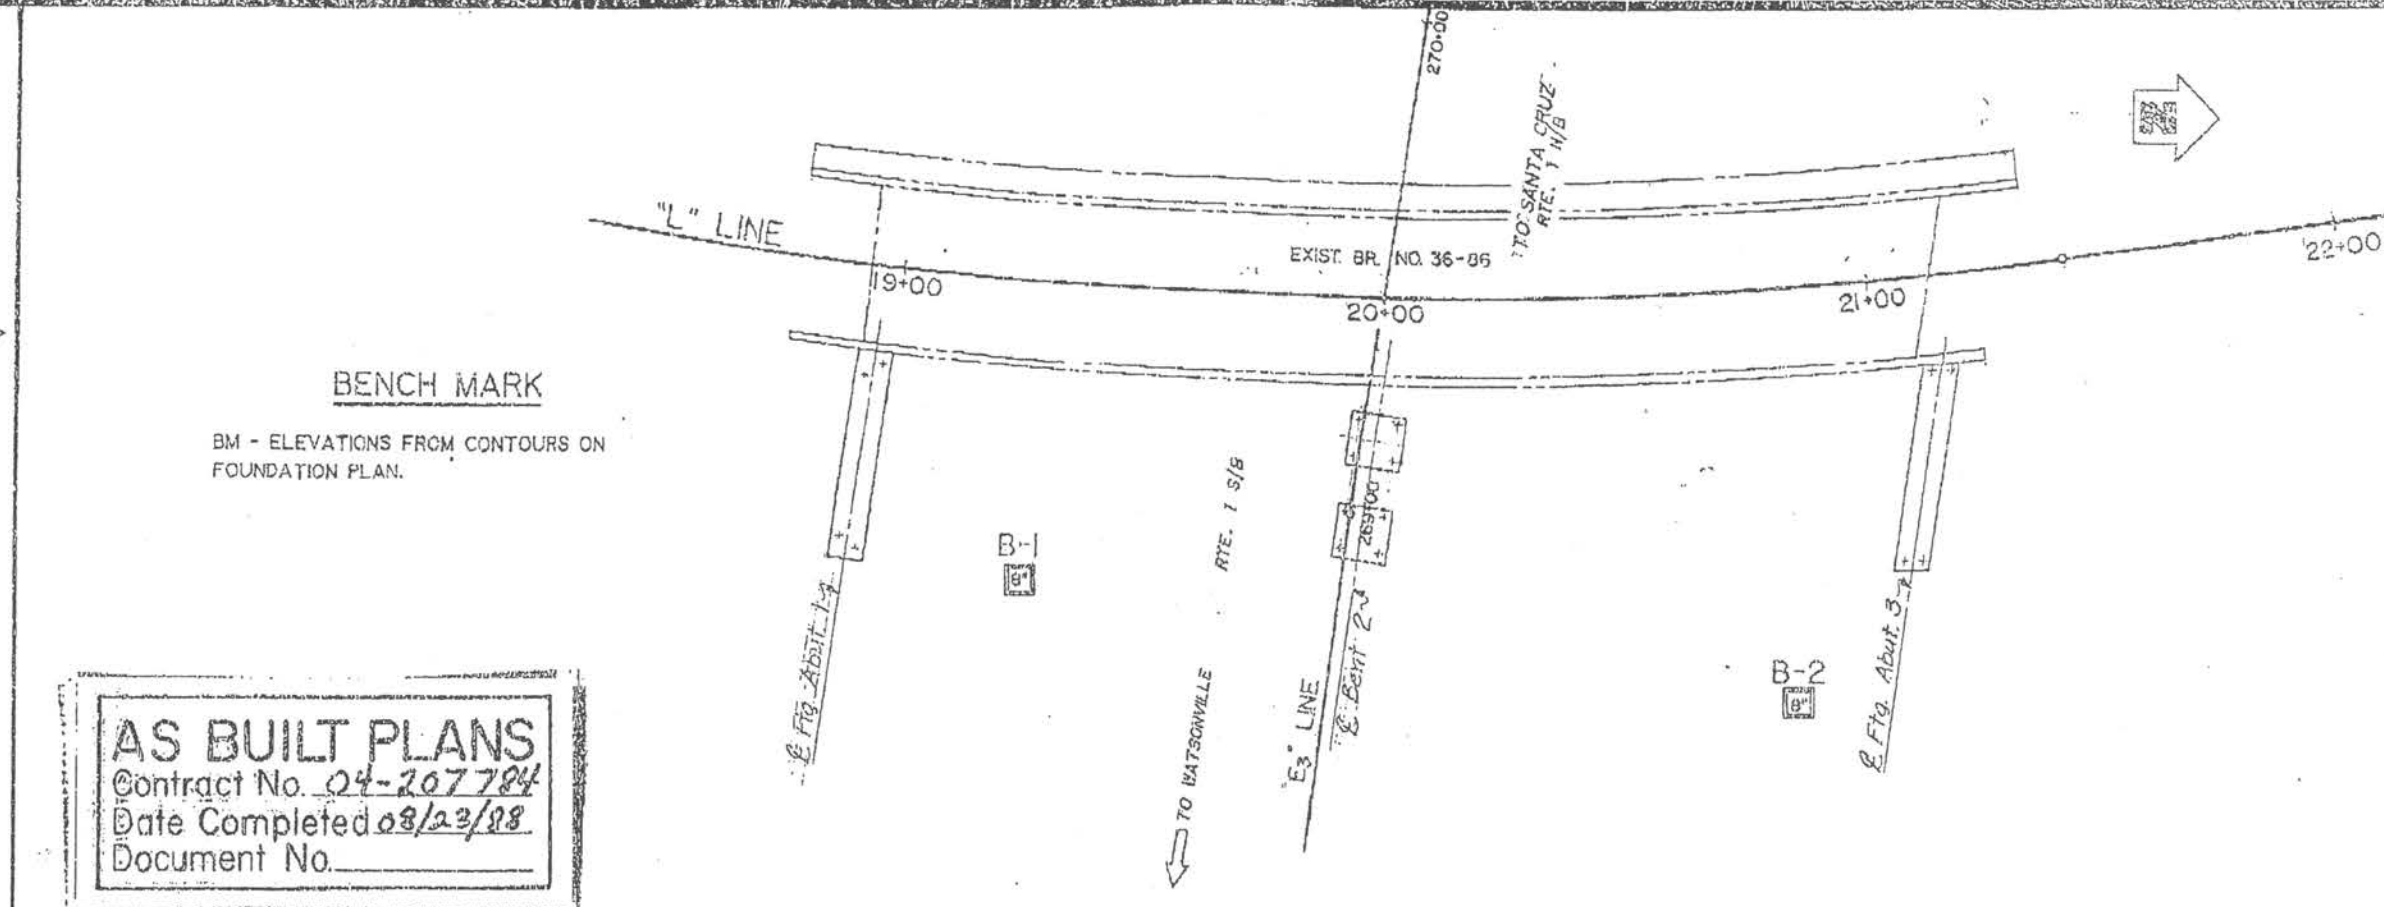 270+00
TO SANTA CRUZ
RTE. 1 N/B
"L" LINE
EXIST. BR. NO. 36-86
19+00
20+00
21+00
22+00
BENCH MARK
BM - ELEVATIONS FROM CONTOURS ON
FOUNDATION PLAN.
RTE. 1 S/B
269+00
B-1
8"
B-2
8"
℄ Ftg. Abut. 1
℄ Bent 2
℄ Ftg. Abut. 3
"E3" LINE
TO WATSONVILLE
AS BUILT PLANS
Contract No. 04-207784
Date Completed 08/23/88
Document No.